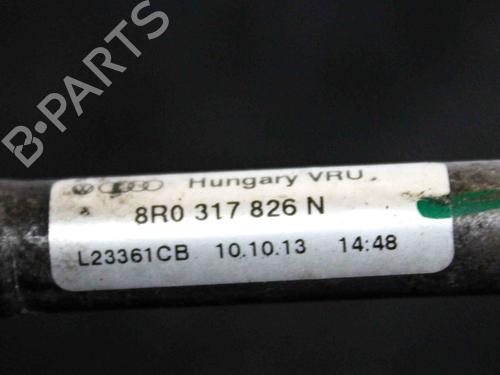 B-PARTS
Hungary VRU
8R0 317 826 N
L23361CB 10.10.13 14:48